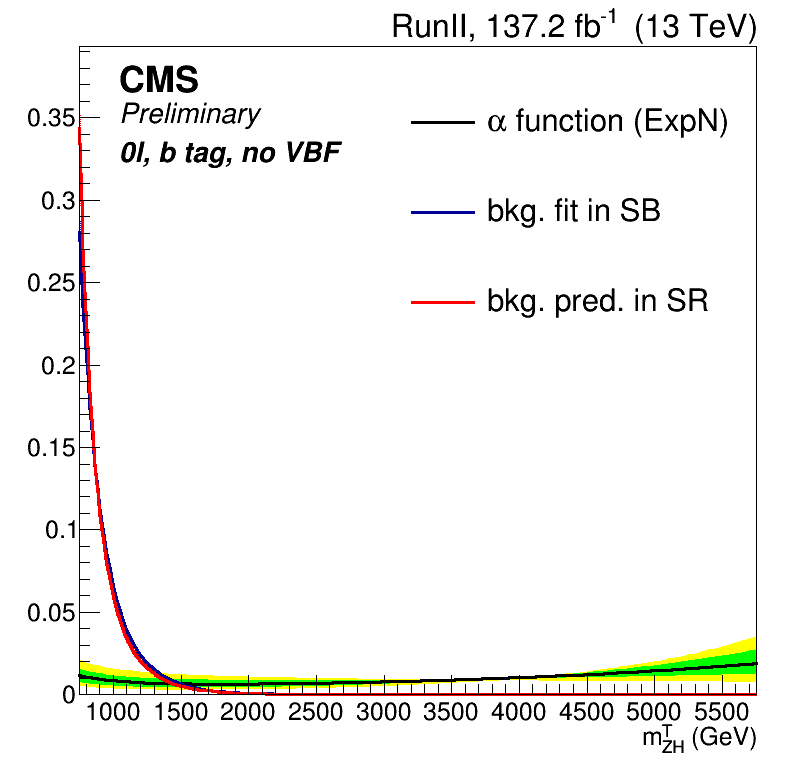 RunII, 137.2 fb-1 (13 TeV)
CMS
Preliminary
0l, b tag, no VBF
α function (ExpN)
bkg. fit in SB
bkg. pred. in SR
0.35
0.3
0.25
0.2
0.15
0.1
0.05
0
1000 1500 2000 2500 3000 3500 4000 4500 5000 5500
m^T_ZH (GeV)